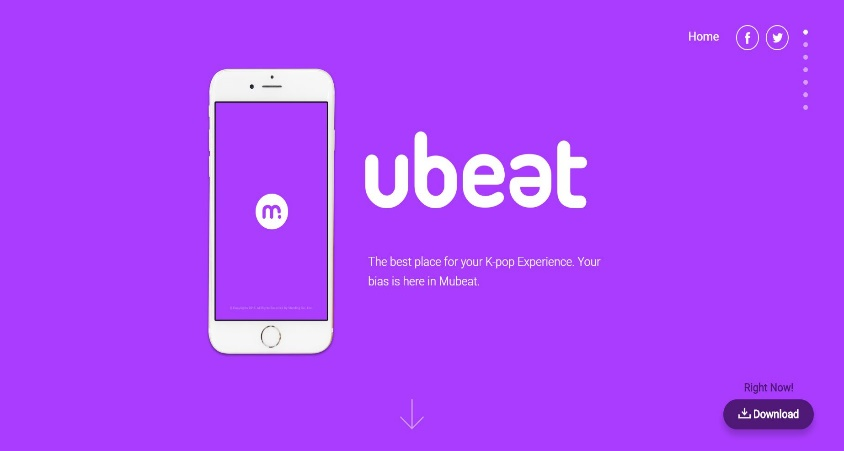 Home
m.
ubeat
The best place for your K-pop Experience. Your
bias is here in Mubeat.
Right Now!
Download